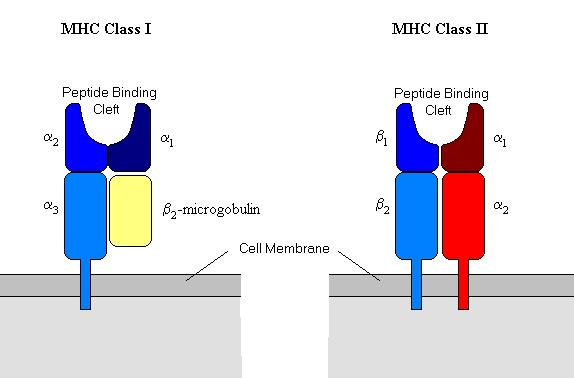 MHC Class I
Peptide Binding
Cleft
α2
α1
α3
β2-microgobulin
MHC Class II
Peptide Binding
Cleft
β1
α1
β2
α2
Cell Membrane